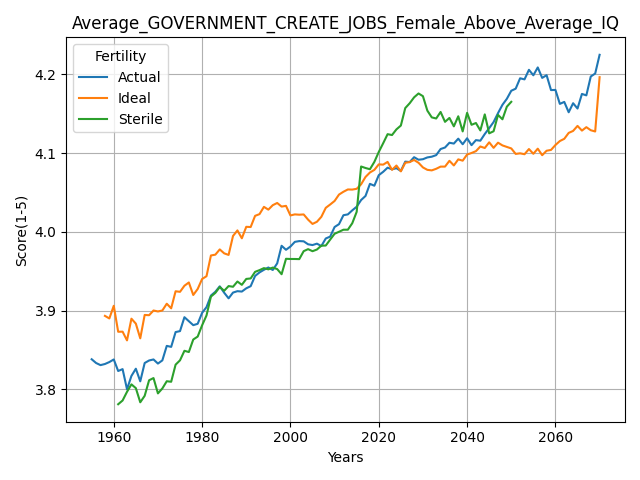 Average_GOVERNMENT_CREATE_JOBS_Female_Above_Average_IQ
Fertility
Actual
Ideal
Sterile
4.2
4.1
4.0
3.9
3.8
Score(1-5)
1960 1980 2000 2020 2040 2060
Years